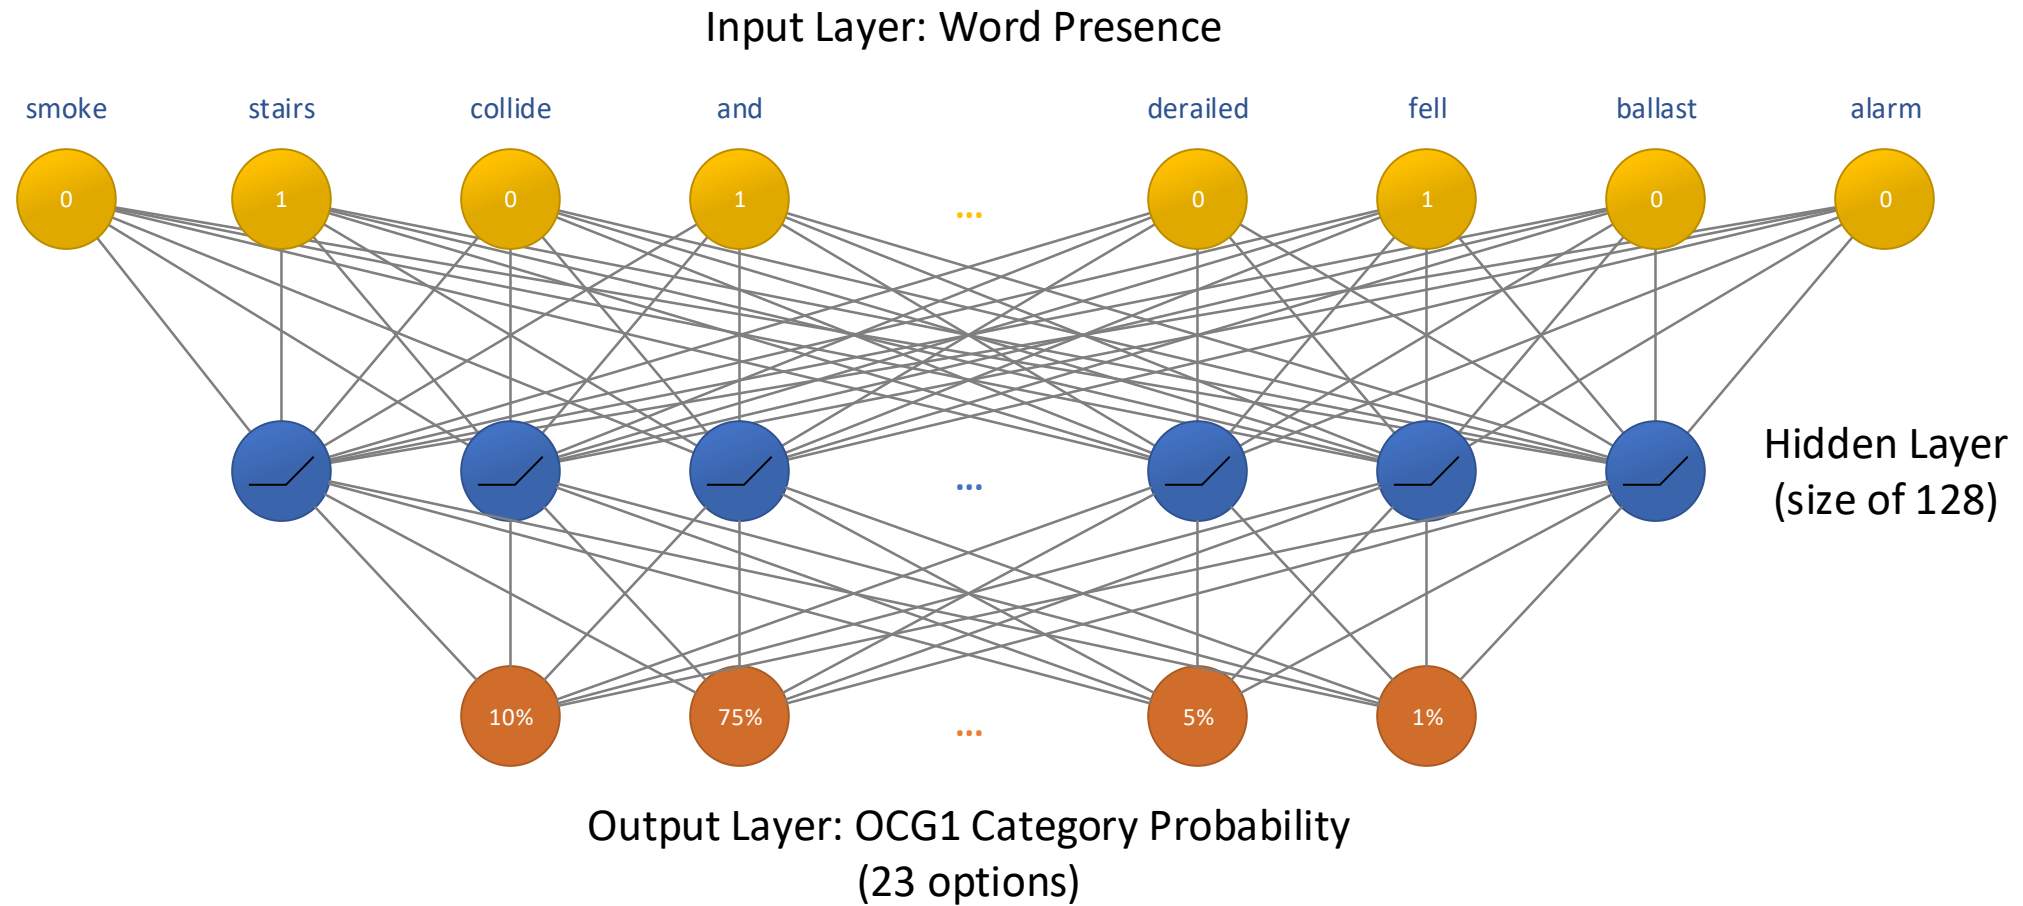 Input Layer: Word Presence
smoke stairs collide and derailed fell ballast alarm
0 1 0 1 ... 0 1 0 0
...
Hidden Layer
(size of 128)
10% 75% ... 5% 1%
Output Layer: OCG1 Category Probability
(23 options)